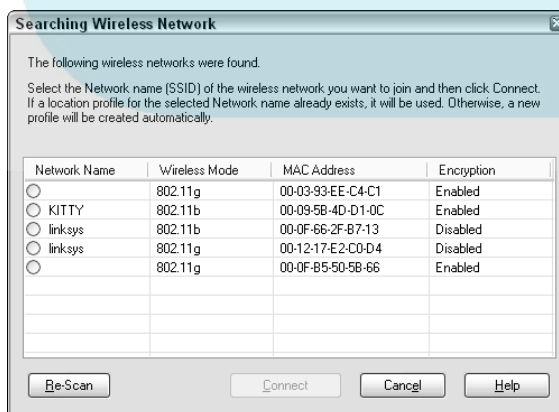 Searching Wireless Network
The following wireless networks were found.
Select the Network name (SSID) of the wireless network you want to join and then click Connect.
If a location profile for the selected Network name already exists, it will be used. Otherwise, a new
profile will be created automatically.
Network Name Wireless Mode MAC Address Encryption
802.11g 00-03-93-EE-C4-C1 Enabled
KITTY 802.11b 00-09-5B-4D-D1-0C Enabled
linksys 802.11b 00-0F-66-2F-B7-13 Disabled
linksys 802.11g 00-12-17-E2-C0-D4 Disabled
802.11g 00-0F-B5-50-5B-66 Enabled
Re-Scan Connect Cancel Help